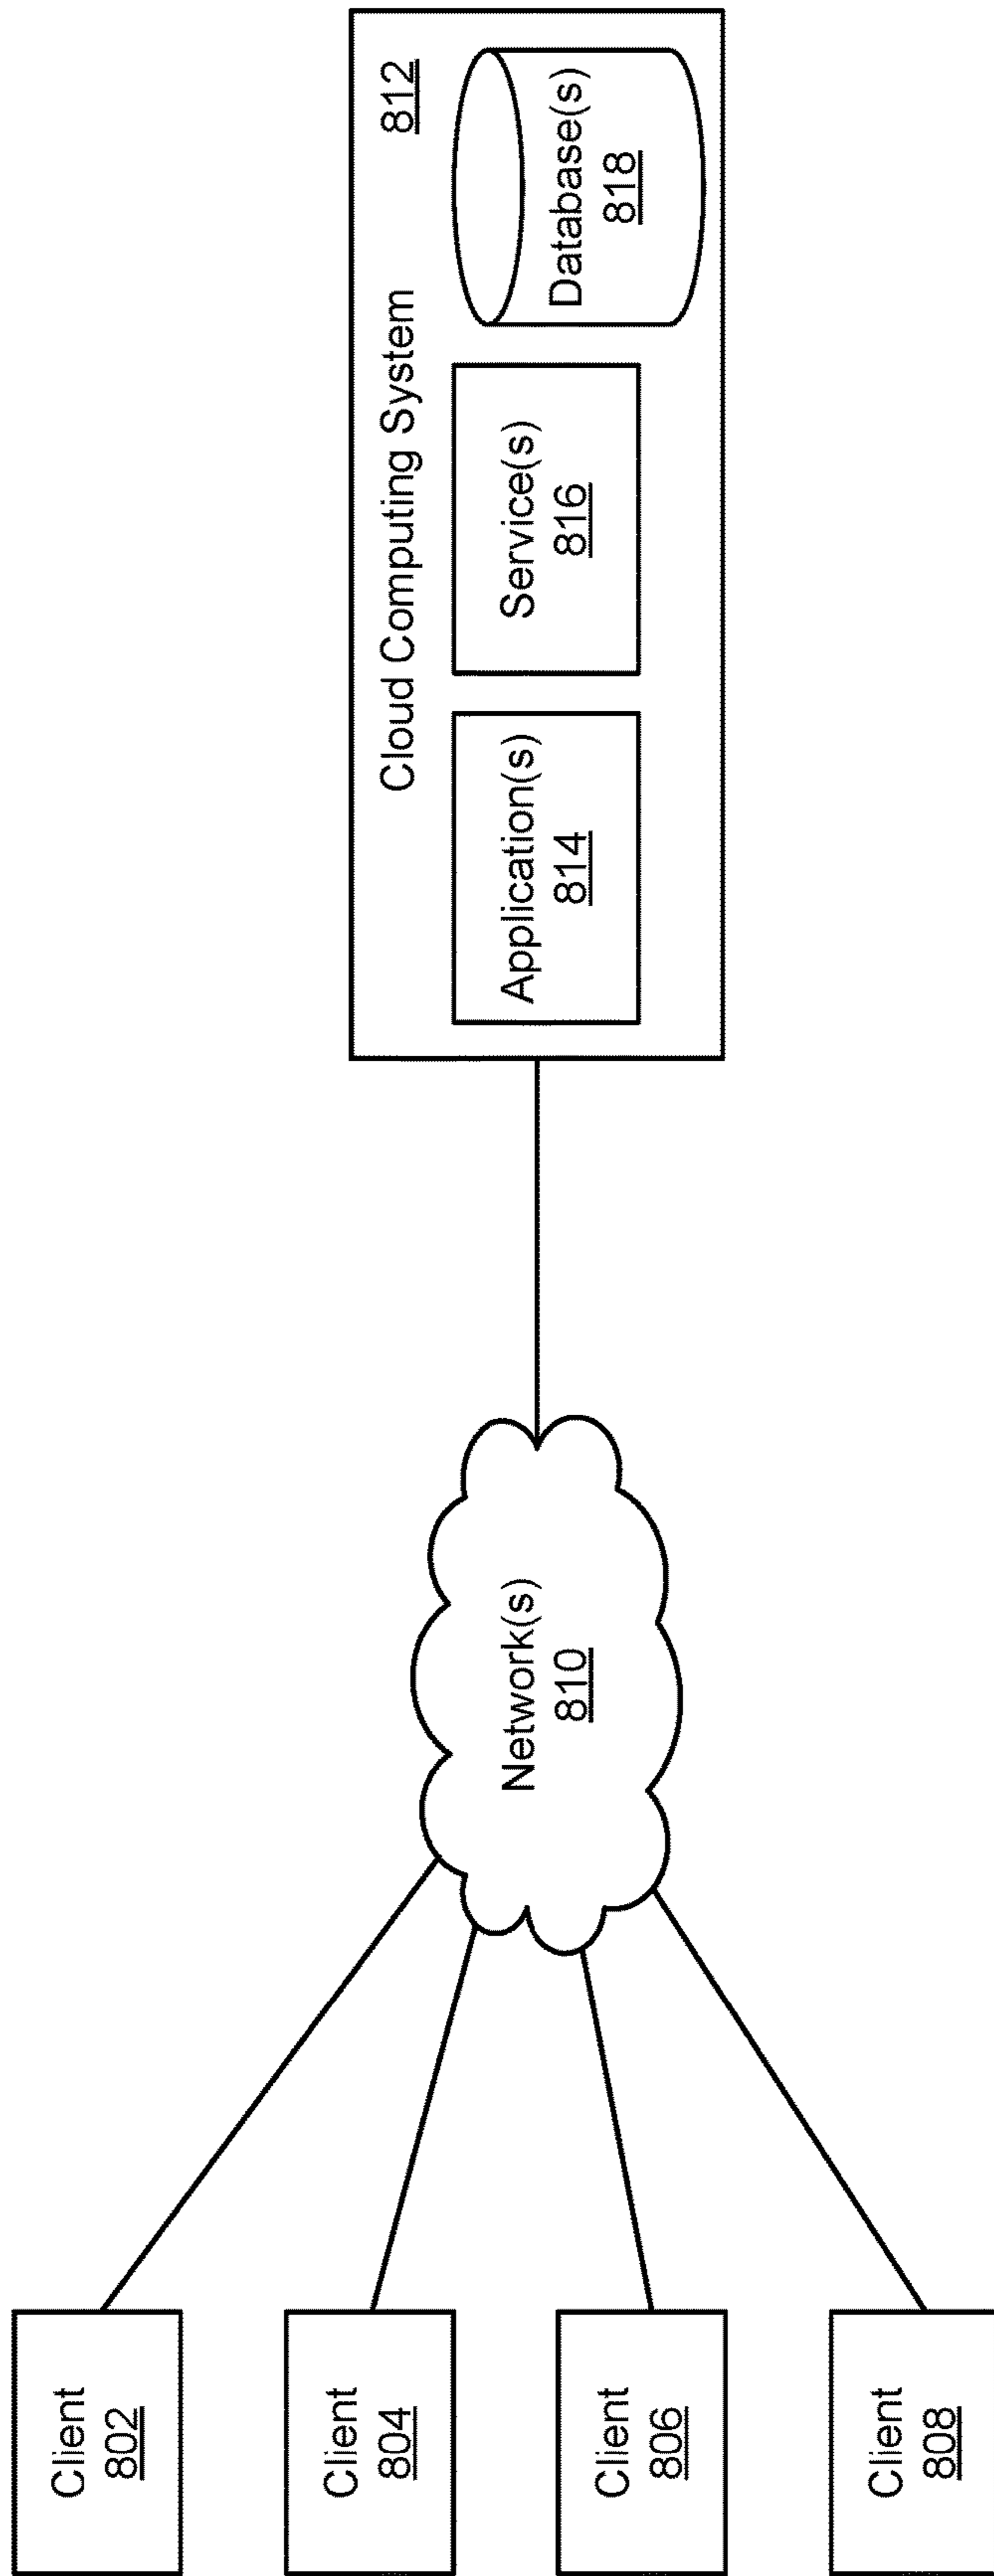 Client
802
Client
804
Client
806
Client
808
Network(s)
810
Cloud Computing System
812
Application(s)
814
Service(s)
816
Database(s)
818